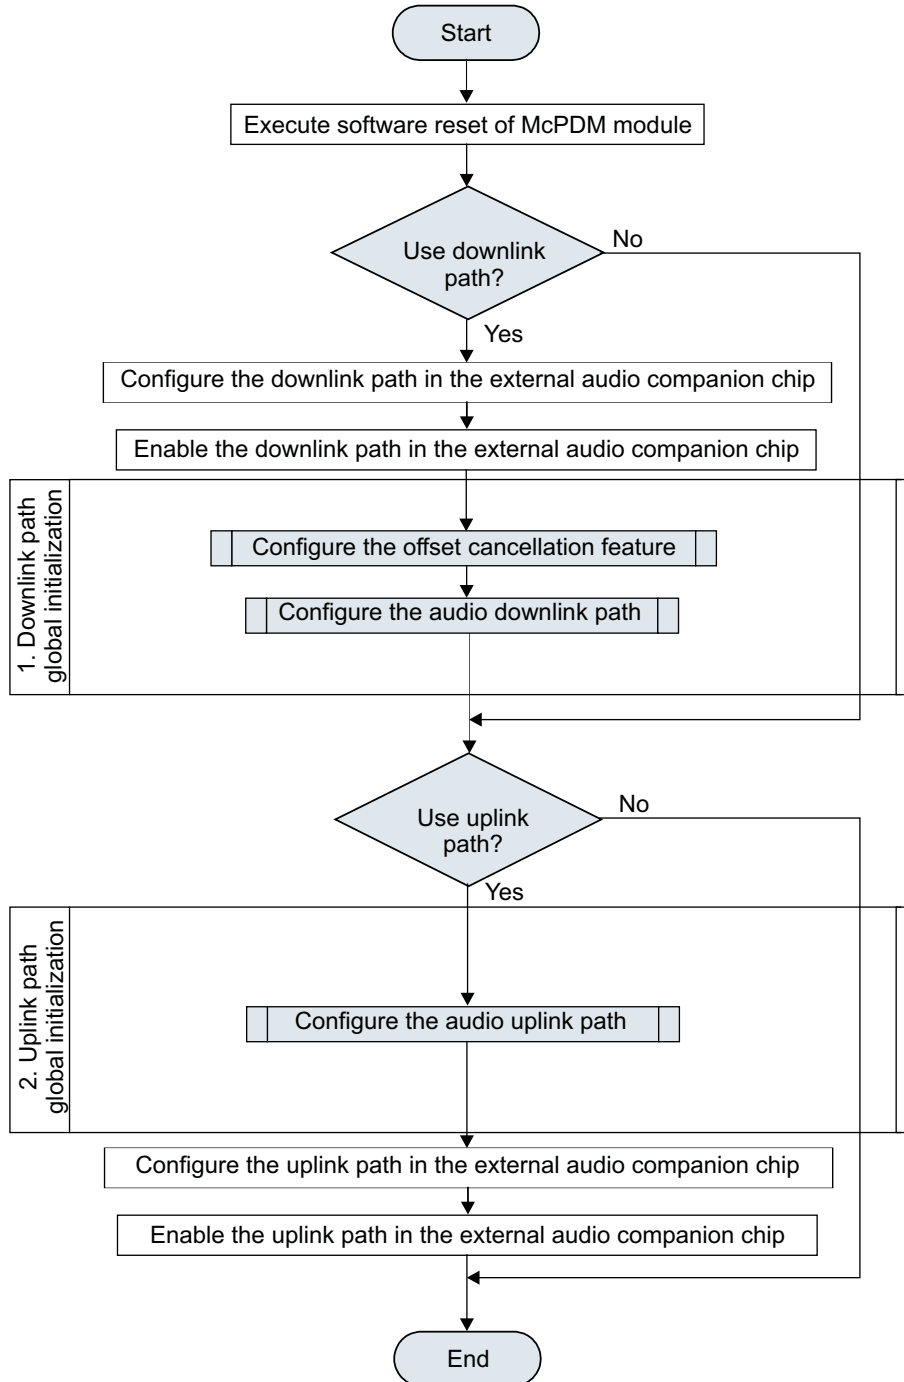 Start
Execute software reset of McPDM module
Use downlink
path?
No
Yes
Configure the downlink path in the external audio companion chip
Enable the downlink path in the external audio companion chip
1. Downlink path
global initialization
Configure the offset cancellation feature
Configure the audio downlink path
Use uplink
path?
No
Yes
2. Uplink path
global initialization
Configure the audio uplink path
Configure the uplink path in the external audio companion chip
Enable the uplink path in the external audio companion chip
End